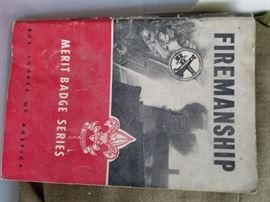 FIREMANSHIP
MERIT BADGE SERIES
BOY SCOUTS OF AMERICA